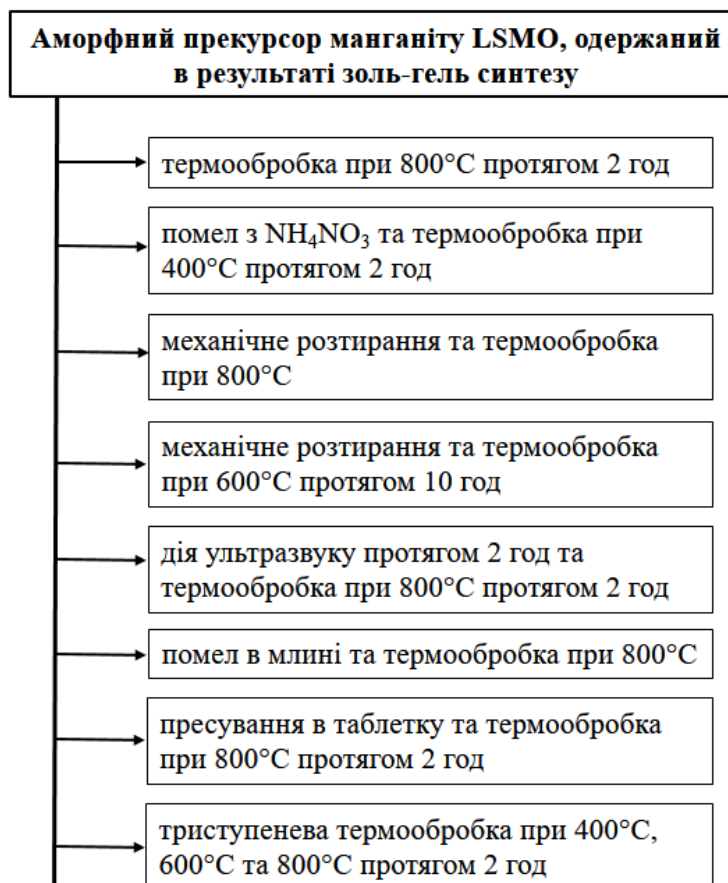 Аморфний прекурсор манганіту LSMO, одержаний
в результаті золь-гель синтезу
термообробка при 800°С протягом 2 год
помел з NH₄NO₃ та термообробка при
400°С протягом 2 год
механічне розтирання та термообробка
при 800°С
механічне розтирання та термообробка
при 600°С протягом 10 год
дія ультразвуку протягом 2 год та
термообробка при 800°С протягом 2 год
помел в млині та термообробка при 800°С
пресування в таблетку та термообробка
при 800°С протягом 2 год
триступенева термообробка при 400°С,
600°С та 800°С протягом 2 год